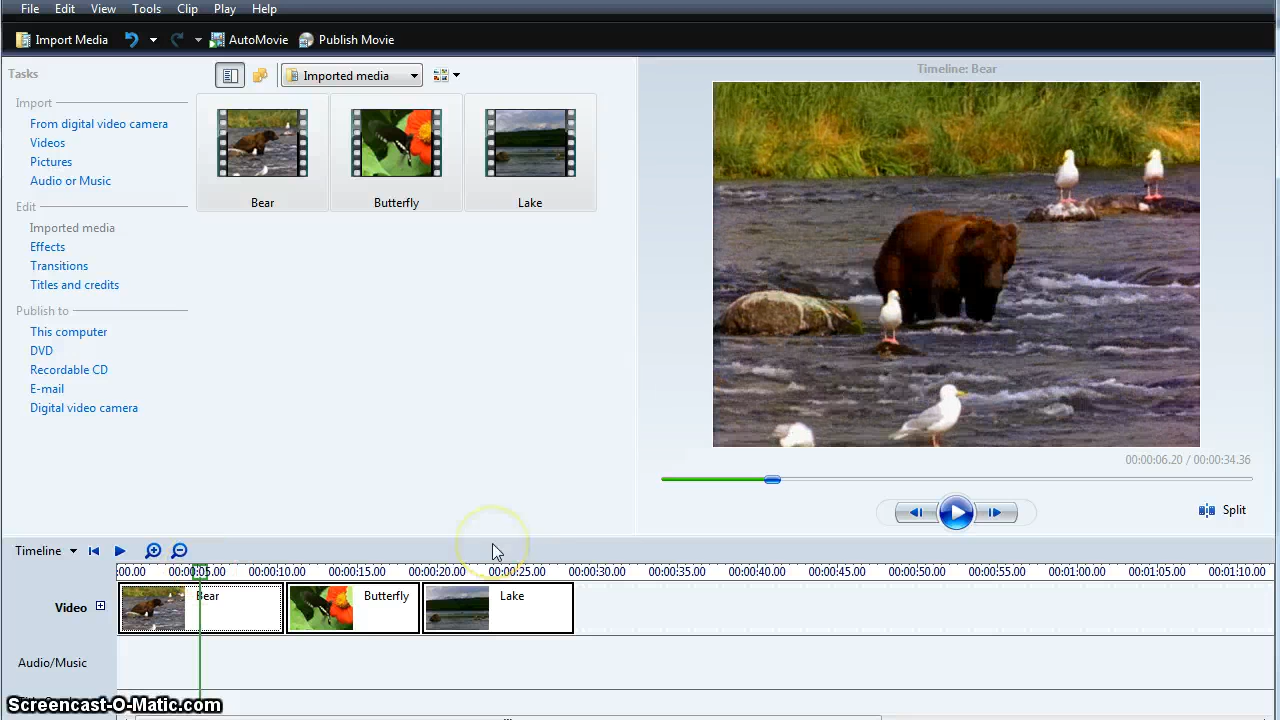 File Edit View Tools Clip Play Help
Import Media AutoMovie Publish Movie
Tasks
Imported media
Timeline: Bear
Import
From digital video camera
Videos
Pictures
Audio or Music
Edit
Imported media
Effects
Transitions
Titles and credits
Publish to
This computer
DVD
Recordable CD
E-mail
Digital video camera
Bear Butterfly Lake
00:00:06.20 / 00:00:34.36
Split
Timeline
:00.00 00:00:05.00 00:00:10.00 00:00:15.00 00:00:20.00 00:00:25.00 00:00:30.00 00:00:35.00 00:00:40.00 00:00:45.00 00:00:50.00 00:00:55.00 00:01:00.00 00:01:05.00 00:01:10.00
Video Bear Butterfly Lake
Audio/Music
Screencast-O-Matic.com